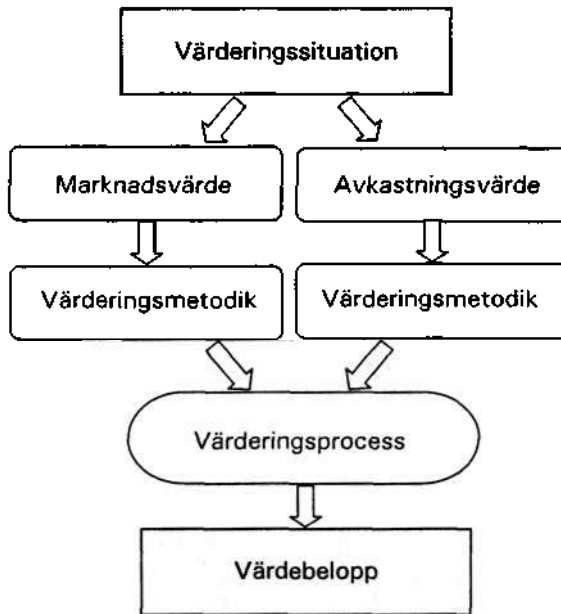 Värderingssituation
Marknadsvärde
Avkastningsvärde
Värderingsmetodik
Värderingsmetodik
Värderingsprocess
Värdebelopp